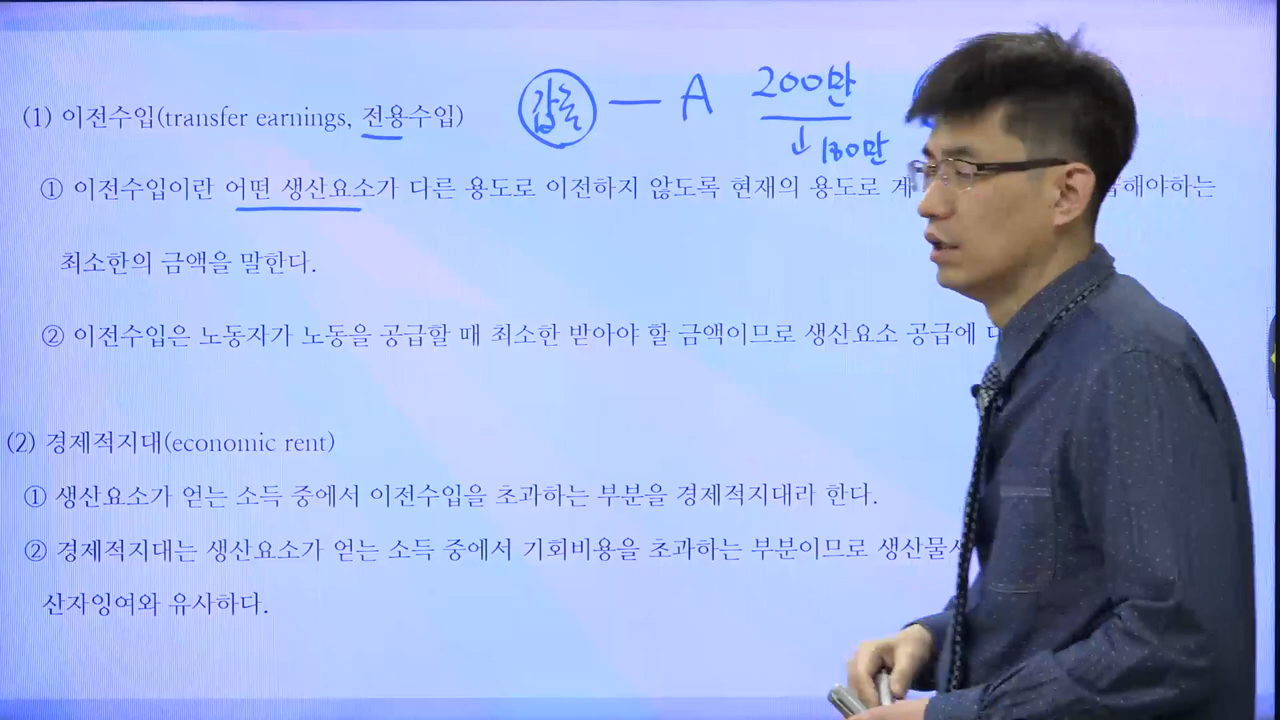 갑돌 — A 200만
↓ 180만
(1) 이전수입(transfer earnings, 전용수입)
① 이전수입이란 어떤 생산요소가 다른 용도로 이전하지 않도록 현재의 용도로 해야하는
최소한의 금액을 말한다.
② 이전수입은 노동자가 노동을 공급할 때 최소한 받아야 할 금액이므로 생산요소 공급에
(2) 경제적지대(economic rent)
① 생산요소가 얻는 소득 중에서 이전수입을 초과하는 부분을 경제적지대라 한다.
② 경제적지대는 생산요소가 얻는 소득 중에서 기회비용을 초과하는 부분이므로 생산물
산자잉여와 유사하다.